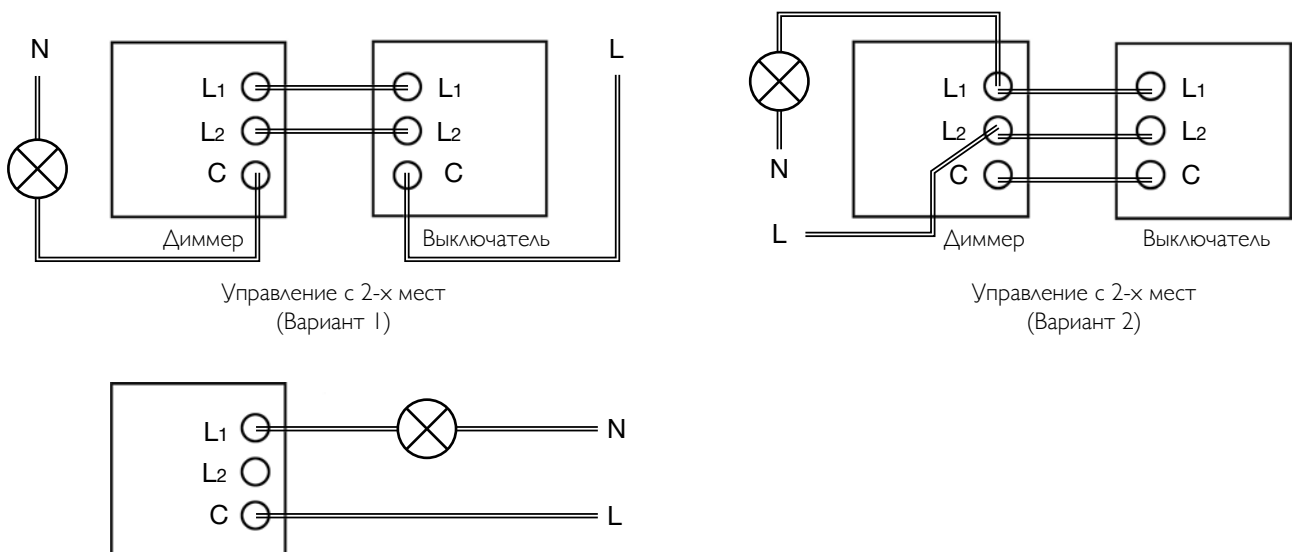 N
L
L1
L1
L2
L2
C
C
Диммер
Выключатель
Управление с 2-х мест
(Вариант 1)
L1
L1
L2
L2
N
C
C
L
Диммер
Выключатель
Управление с 2-х мест
(Вариант 2)
L1
N
L2
C
L